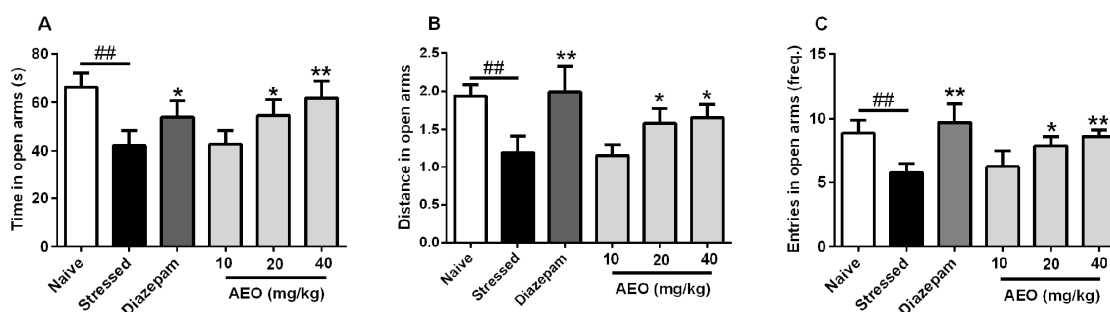 A
Time in open arms (s)
80
60
40
20
0
##
*
*
**
Naive
Stressed
Diazepam
10
20
40
AEO (mg/kg)
B
Distance in open arms
2.5
2.0
1.5
1.0
0.5
0.0
##
**
*
*
Naive
Stressed
Diazepam
10
20
40
AEO (mg/kg)
C
Entries in open arms (freq.)
15
10
5
0
##
**
*
**
Naive
Stressed
Diazepam
10
20
40
AEO (mg/kg)